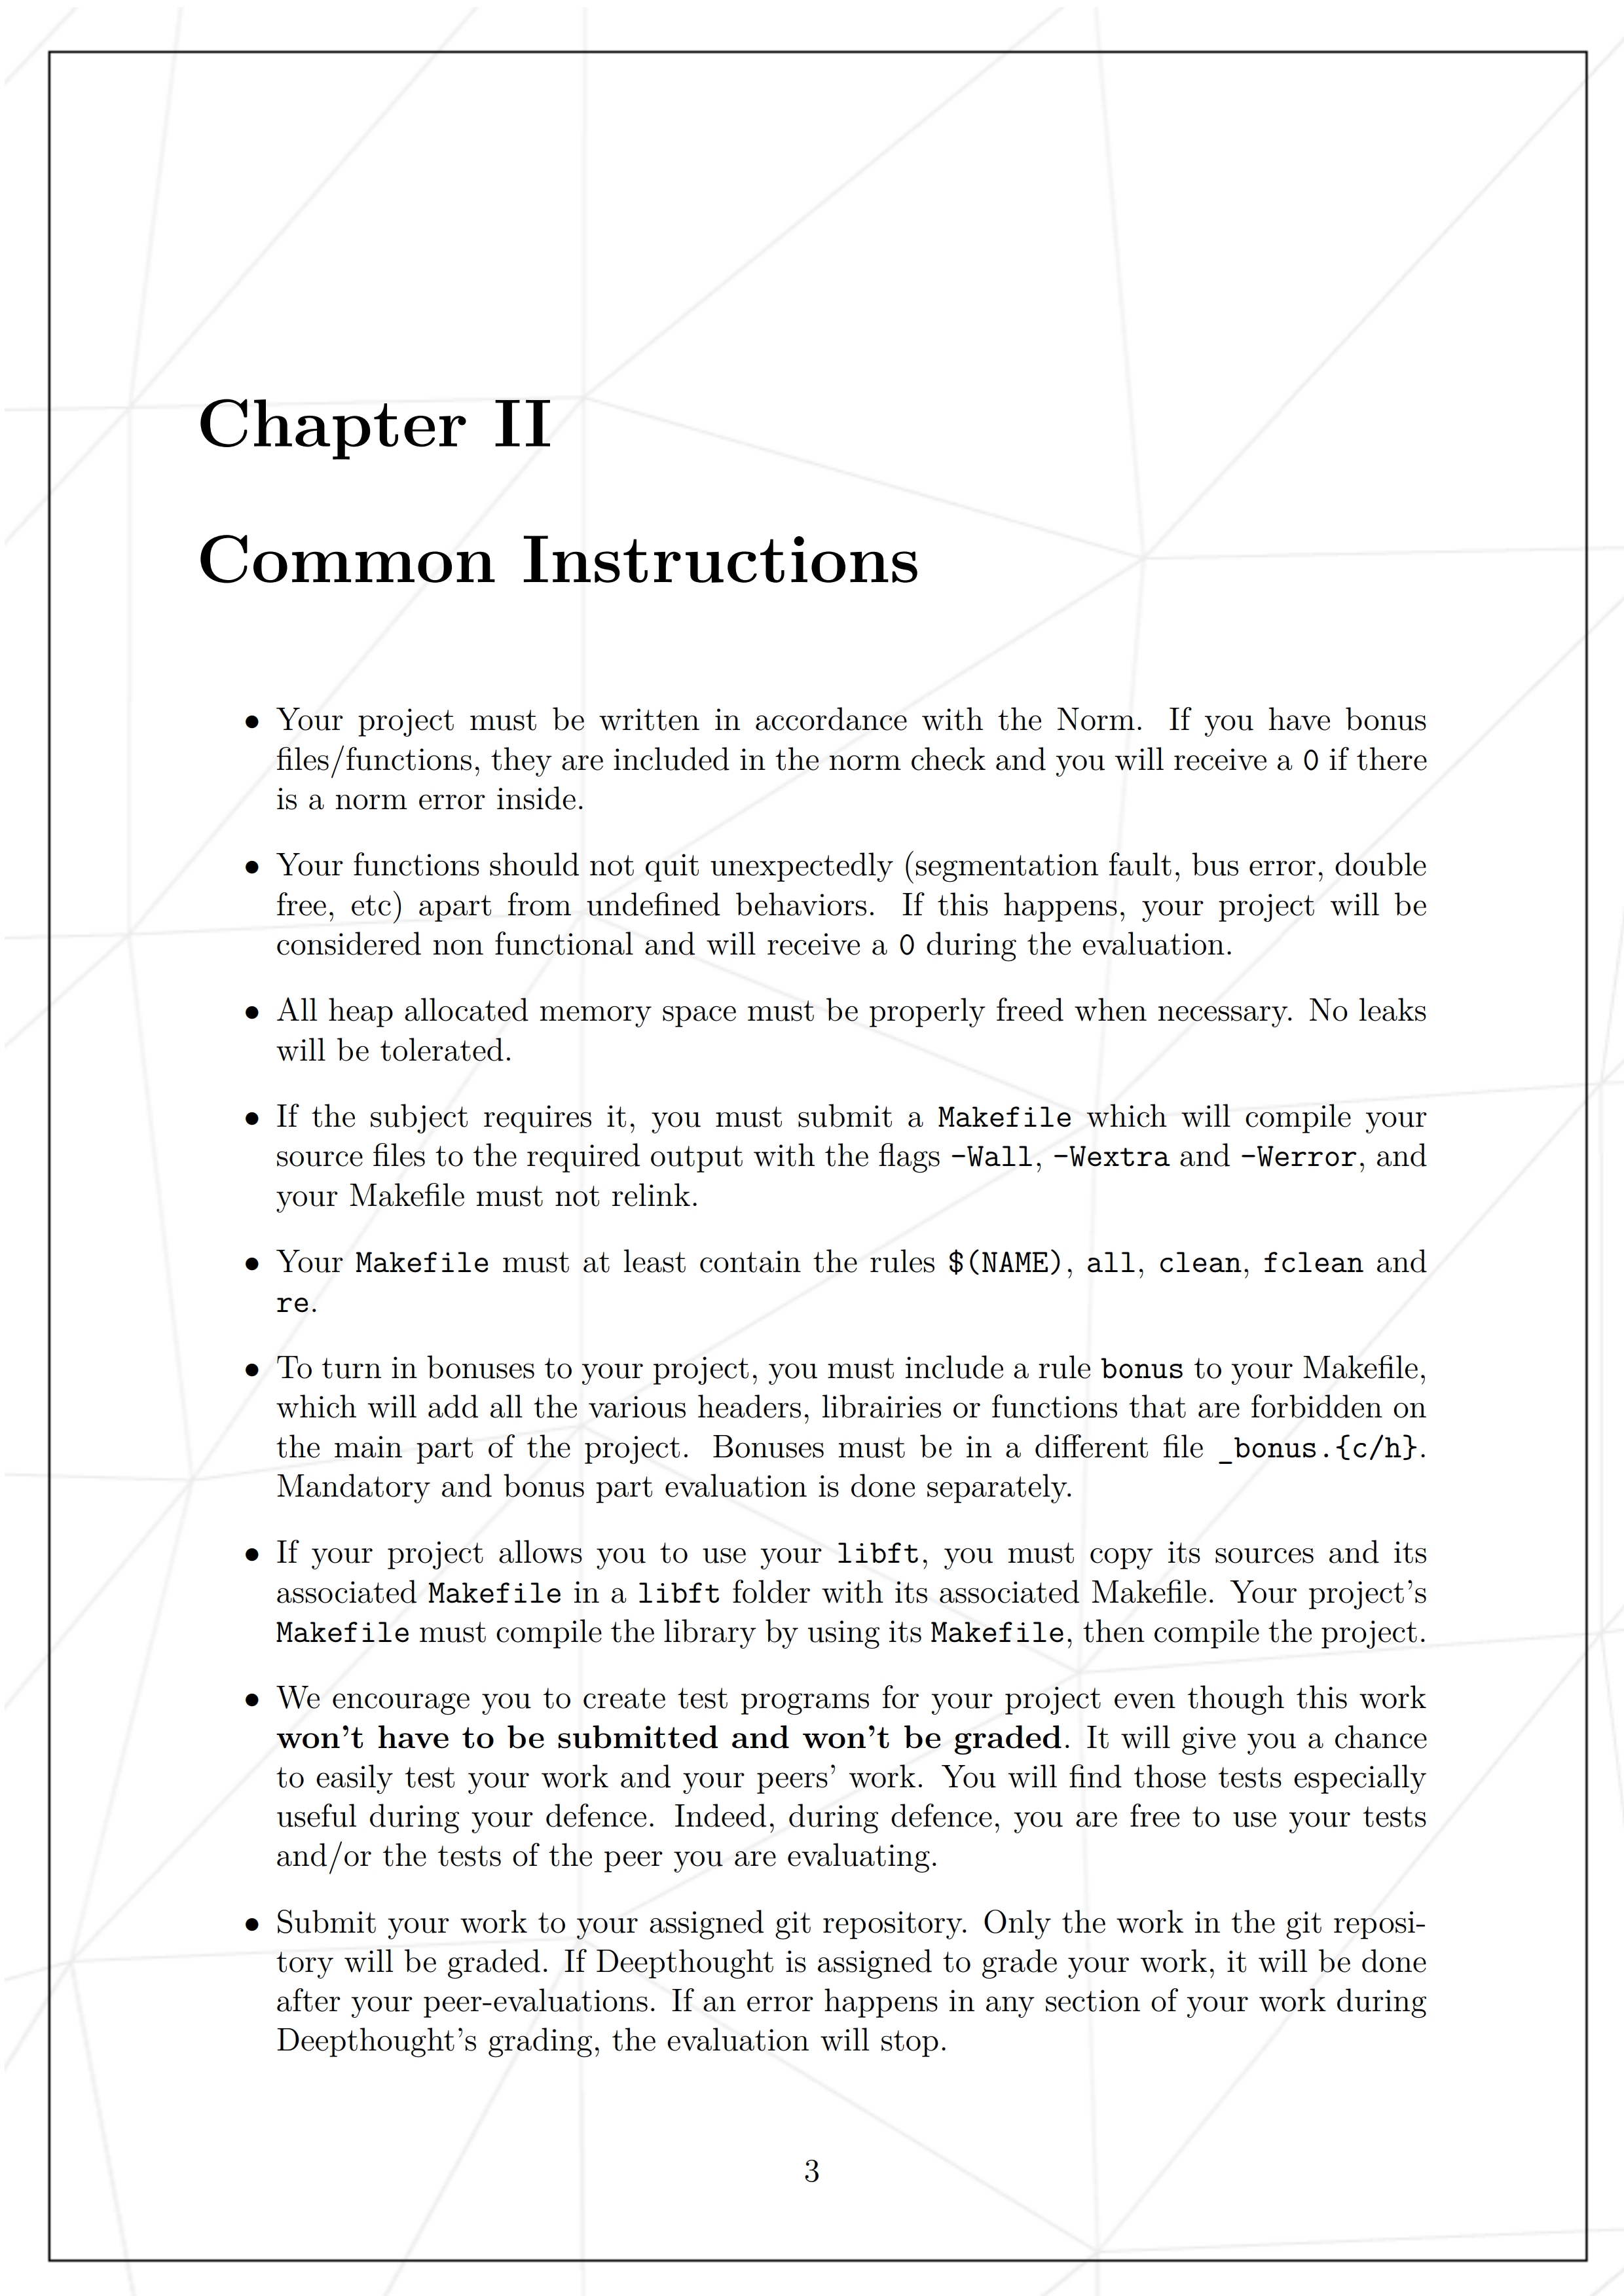 Chapter II
Common Instructions
• Your project must be written in accordance with the Norm. If you have bonus
files/functions, they are included in the norm check and you will receive a 0 if there
is a norm error inside.
• Your functions should not quit unexpectedly (segmentation fault, bus error, double
free, etc) apart from undefined behaviors. If this happens, your project will be
considered non functional and will receive a 0 during the evaluation.
• All heap allocated memory space must be properly freed when necessary. No leaks
will be tolerated.
• If the subject requires it, you must submit a Makefile which will compile your
source files to the required output with the flags -Wall, -Wextra and -Werror, and
your Makefile must not relink.
• Your Makefile must at least contain the rules $(NAME), all, clean, fclean and
re.
• To turn in bonuses to your project, you must include a rule bonus to your Makefile,
which will add all the various headers, librairies or functions that are forbidden on
the main part of the project. Bonuses must be in a different file _bonus.{c/h}.
Mandatory and bonus part evaluation is done separately.
• If your project allows you to use your libft, you must copy its sources and its
associated Makefile in a libft folder with its associated Makefile. Your project's
Makefile must compile the library by using its Makefile, then compile the project.
• We encourage you to create test programs for your project even though this work
won't have to be submitted and won't be graded. It will give you a chance
to easily test your work and your peers' work. You will find those tests especially
useful during your defence. Indeed, during defence, you are free to use your tests
and/or the tests of the peer you are evaluating.
• Submit your work to your assigned git repository. Only the work in the git reposi-
tory will be graded. If Deepthought is assigned to grade your work, it will be done
after your peer-evaluations. If an error happens in any section of your work during
Deepthought's grading, the evaluation will stop.
3